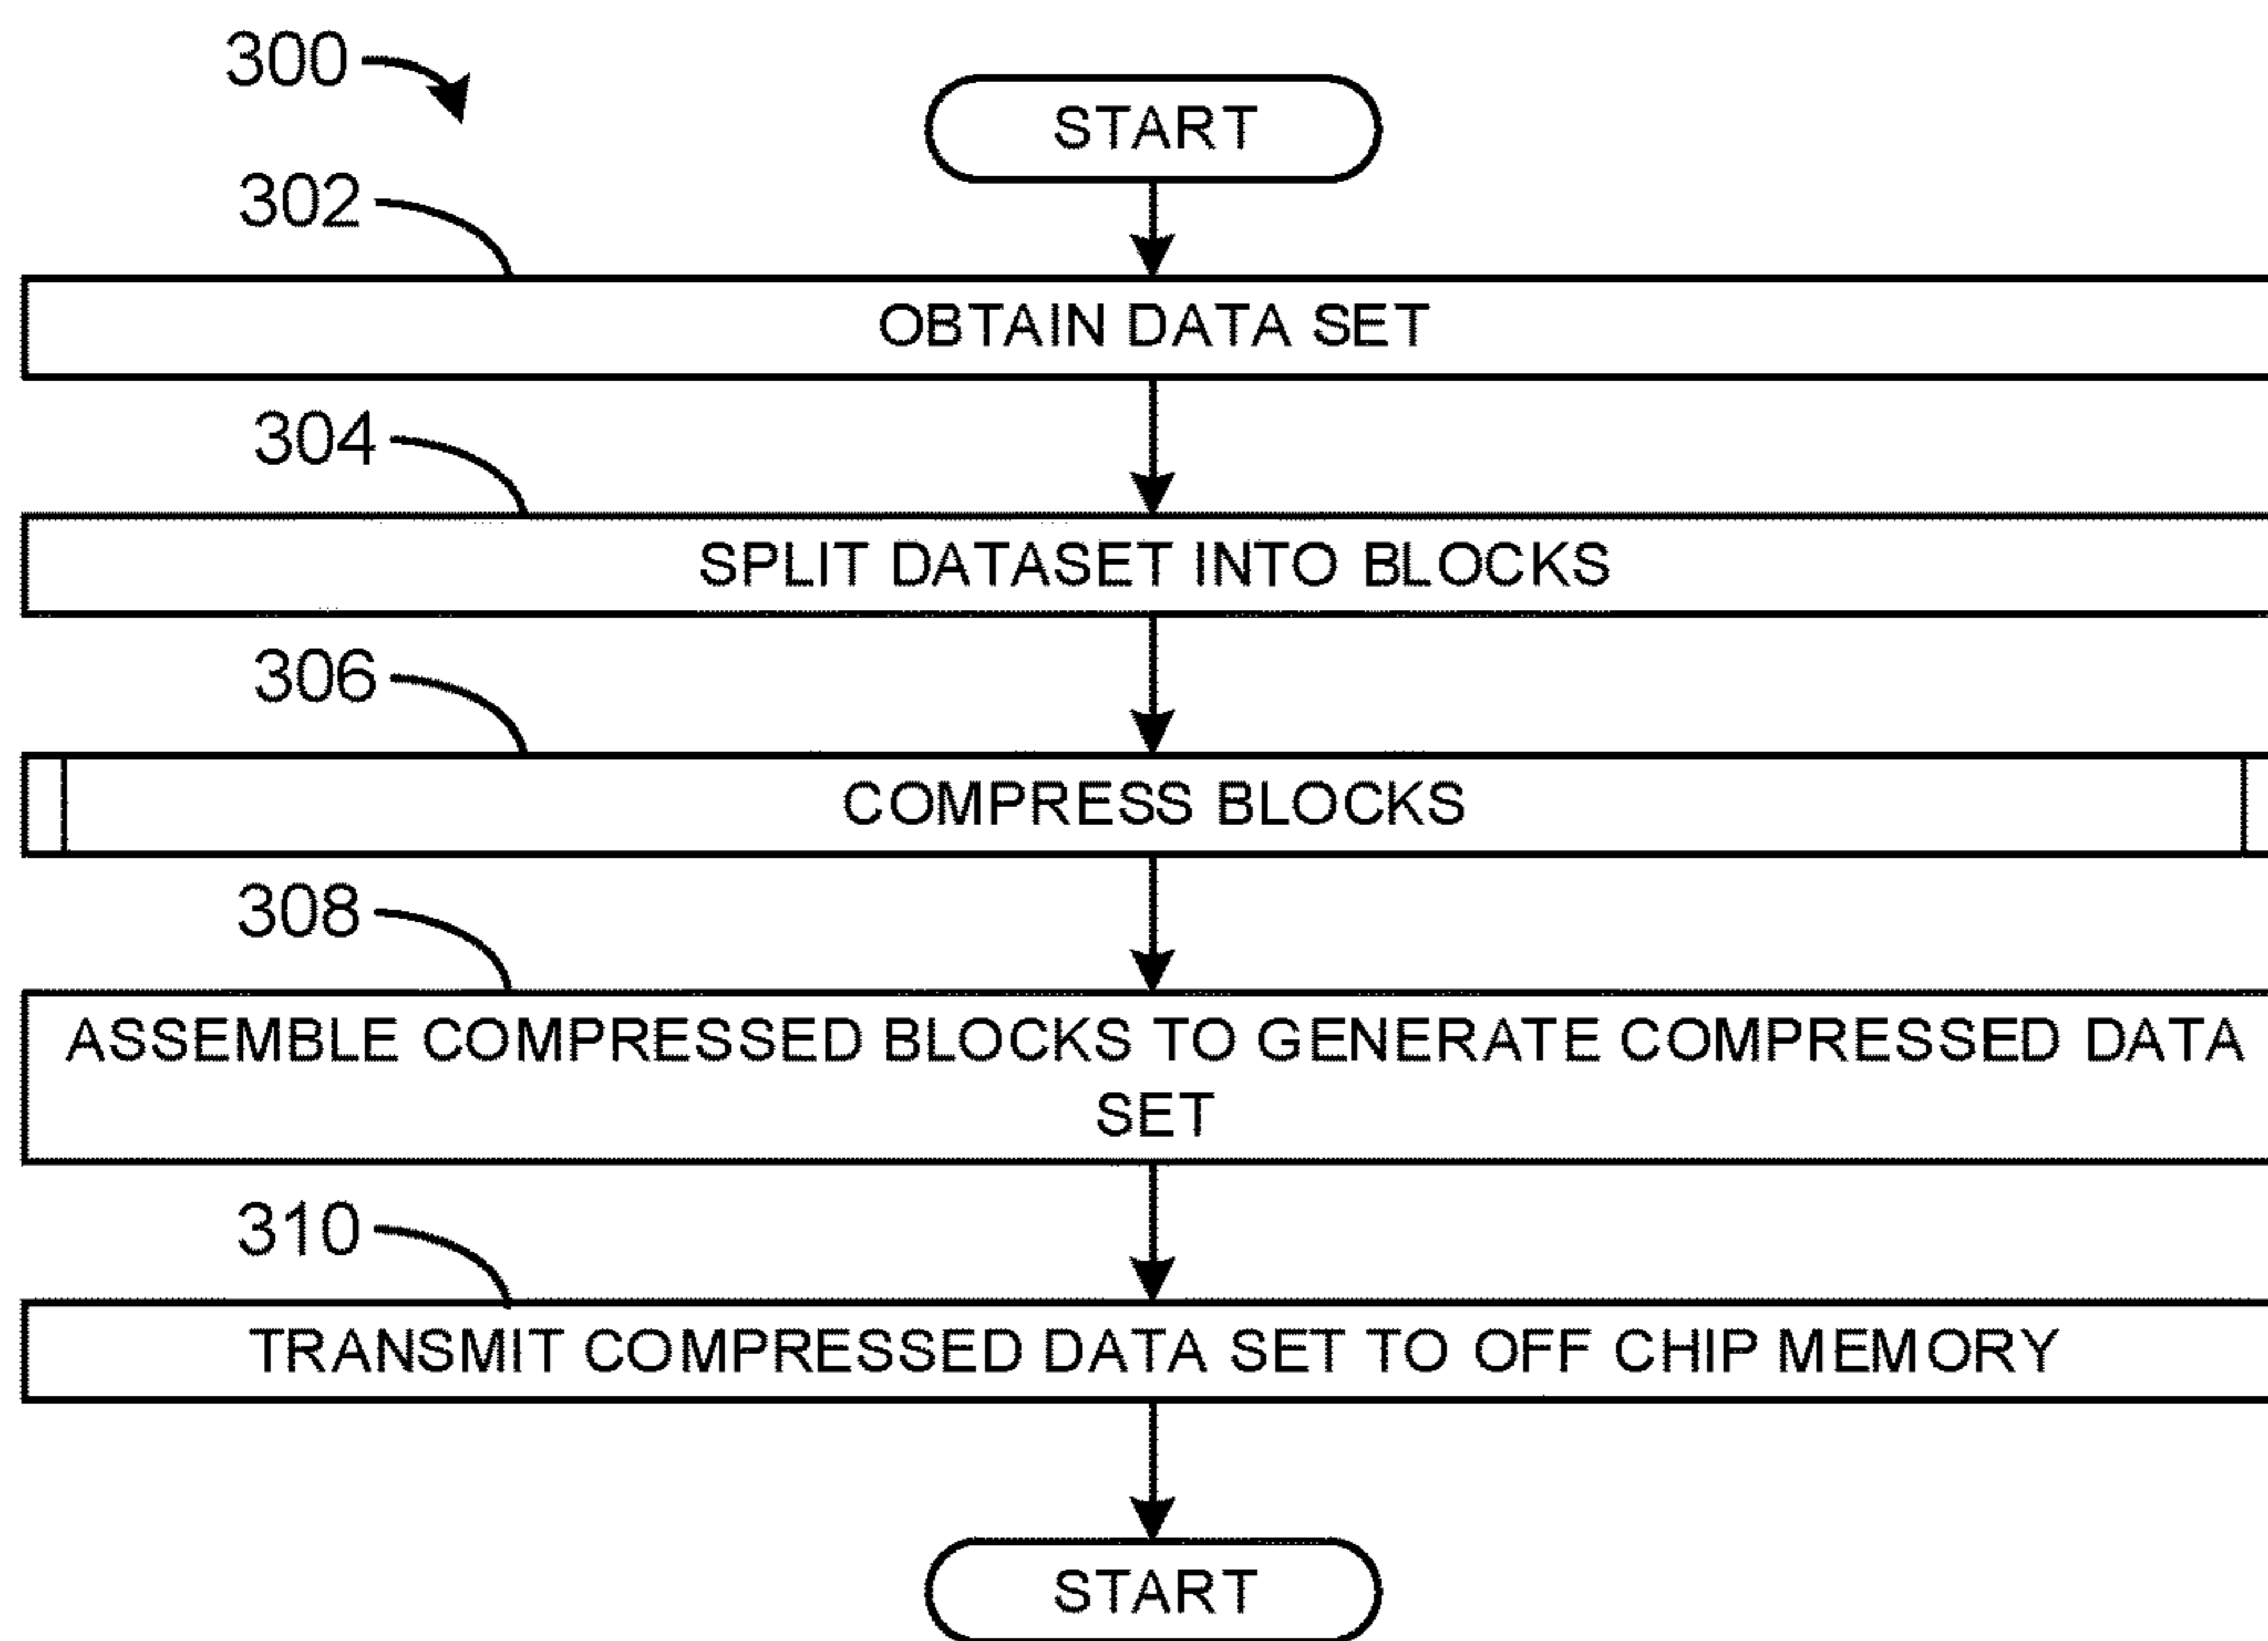 300
START
302
OBTAIN DATA SET
304
SPLIT DATASET INTO BLOCKS
306
COMPRESS BLOCKS
308
ASSEMBLE COMPRESSED BLOCKS TO GENERATE COMPRESSED DATA
SET
310
TRANSMIT COMPRESSED DATA SET TO OFF CHIP MEMORY
START